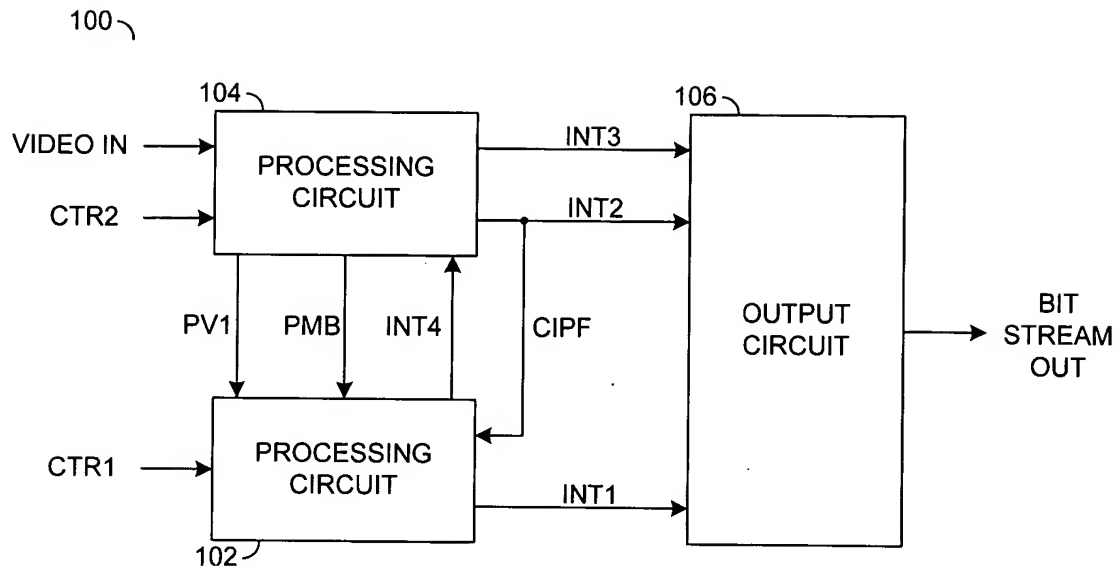 100
104
106
VIDEO IN
CTR2
PROCESSING
CIRCUIT
INT3
INT2
PV1
PMB
INT4
CIPF
OUTPUT
CIRCUIT
BIT
STREAM
OUT
CTR1
PROCESSING
CIRCUIT
INT1
102